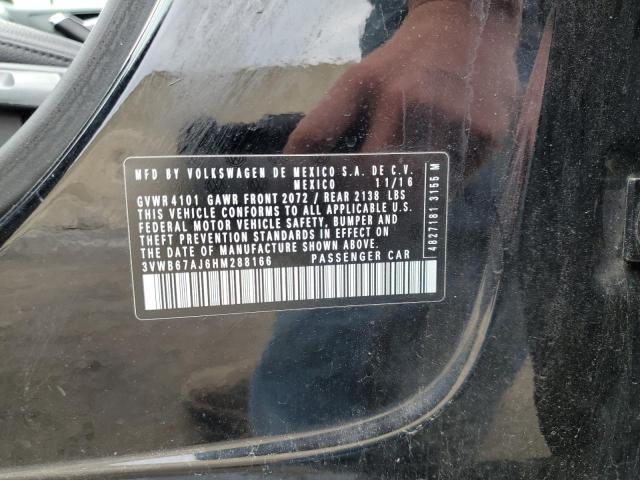 MFD BY VOLKSWAGEN DE MEXICO S.A. DE C.V.
MEXICO 11/16
GVWR 4101 GAWR FRONT 2072 / REAR 2138 LBS
THIS VEHICLE CONFORMS TO ALL APPLICABLE U.S.
FEDERAL MOTOR VEHICLE SAFETY, BUMPER AND
THEFT PREVENTION STANDARDS IN EFFECT ON
THE DATE OF MANUFACTURE SHOWN ABOVE.
3VWB67AJ6HM288166 PASSENGER CAR
4827181 3155 M